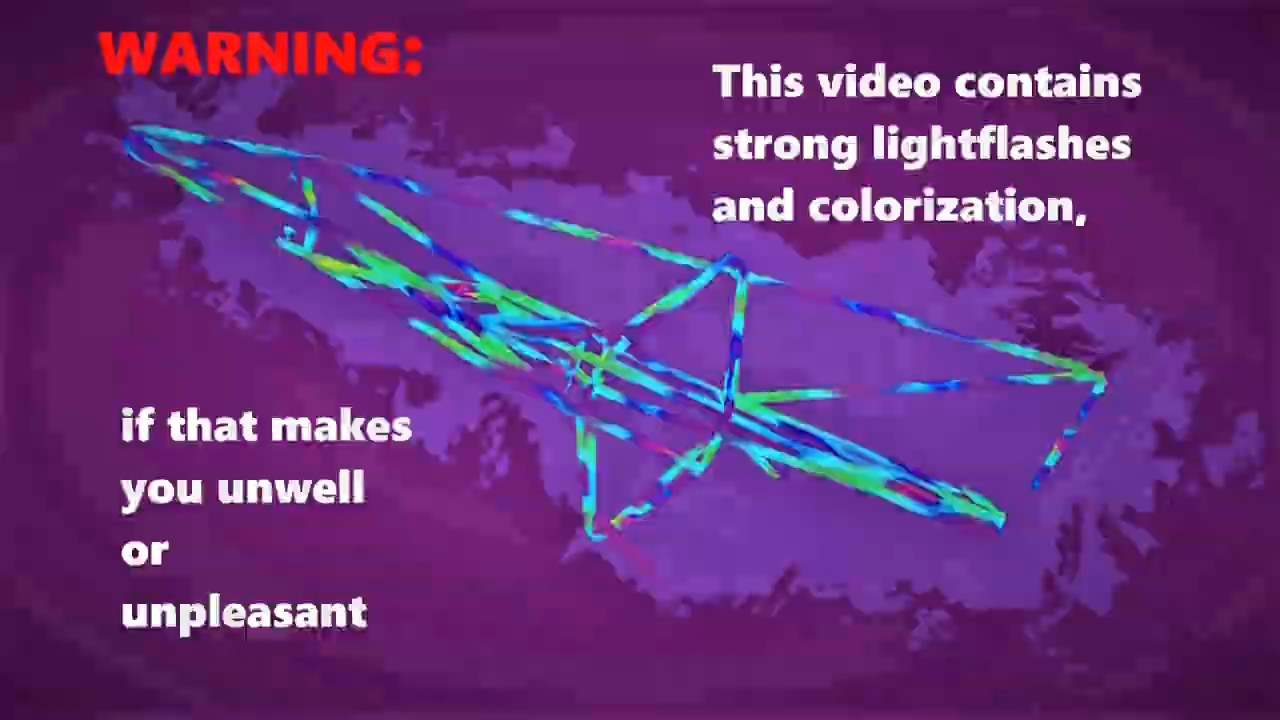 WARNING:
This video contains
strong lightflashes
and colorization,
if that makes
you unwell
or
unpleasant